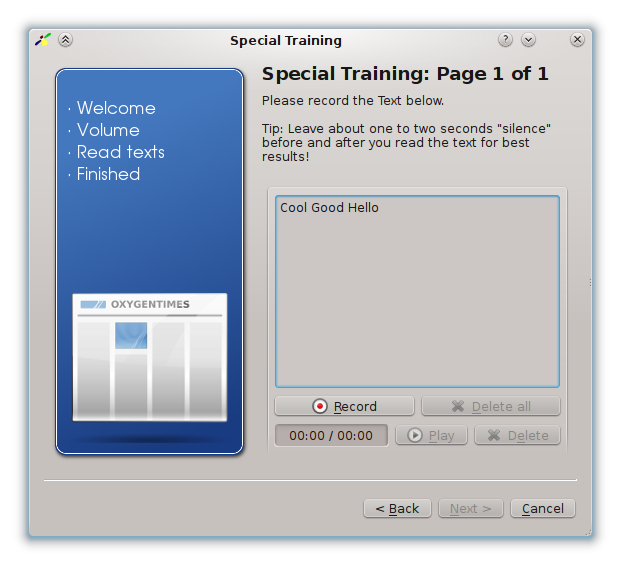 Special Training
· Welcome
· Volume
· Read texts
· Finished
OXYGENTIMES
Special Training: Page 1 of 1
Please record the Text below.
Tip: Leave about one to two seconds "silence"
before and after you read the text for best
results!
Cool Good Hello
Record
Delete all
00:00 / 00:00
Play
Delete
< Back
Next >
Cancel